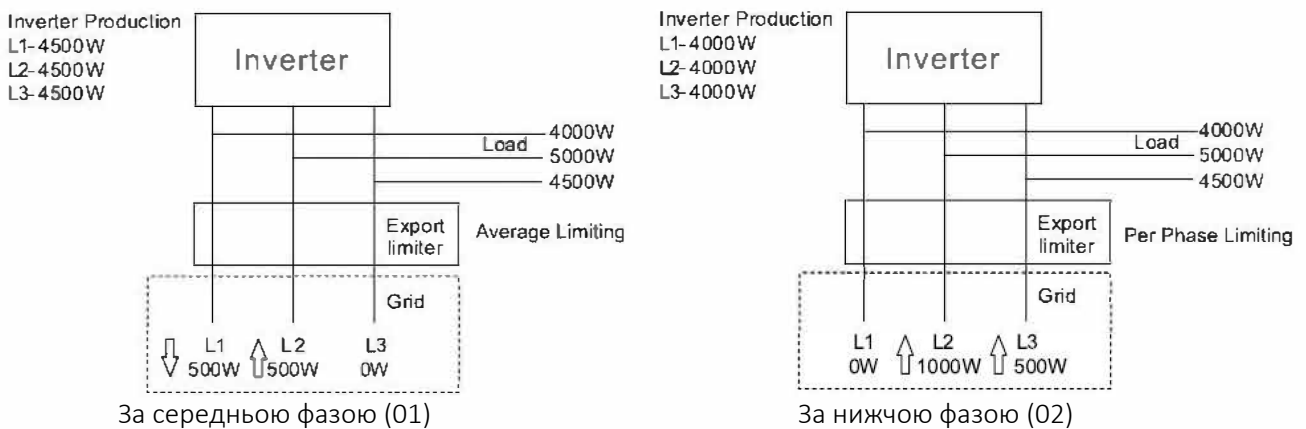 Inverter Production
L1-4500W
L2-4500W
L3-4500W
Inverter
4000W
Load
5000W
4500W
Export
limiter
Average Limiting
Grid
L1
500W
L2
500W
L3
0W
За середньою фазою (01)
Inverter Production
L1-4000W
L2-4000W
L3-4000W
Inverter
4000W
Load
5000W
4500W
Export
limiter
Per Phase Limiting
Grid
L1
0W
L2
1000W
L3
500W
За нижчою фазою (02)